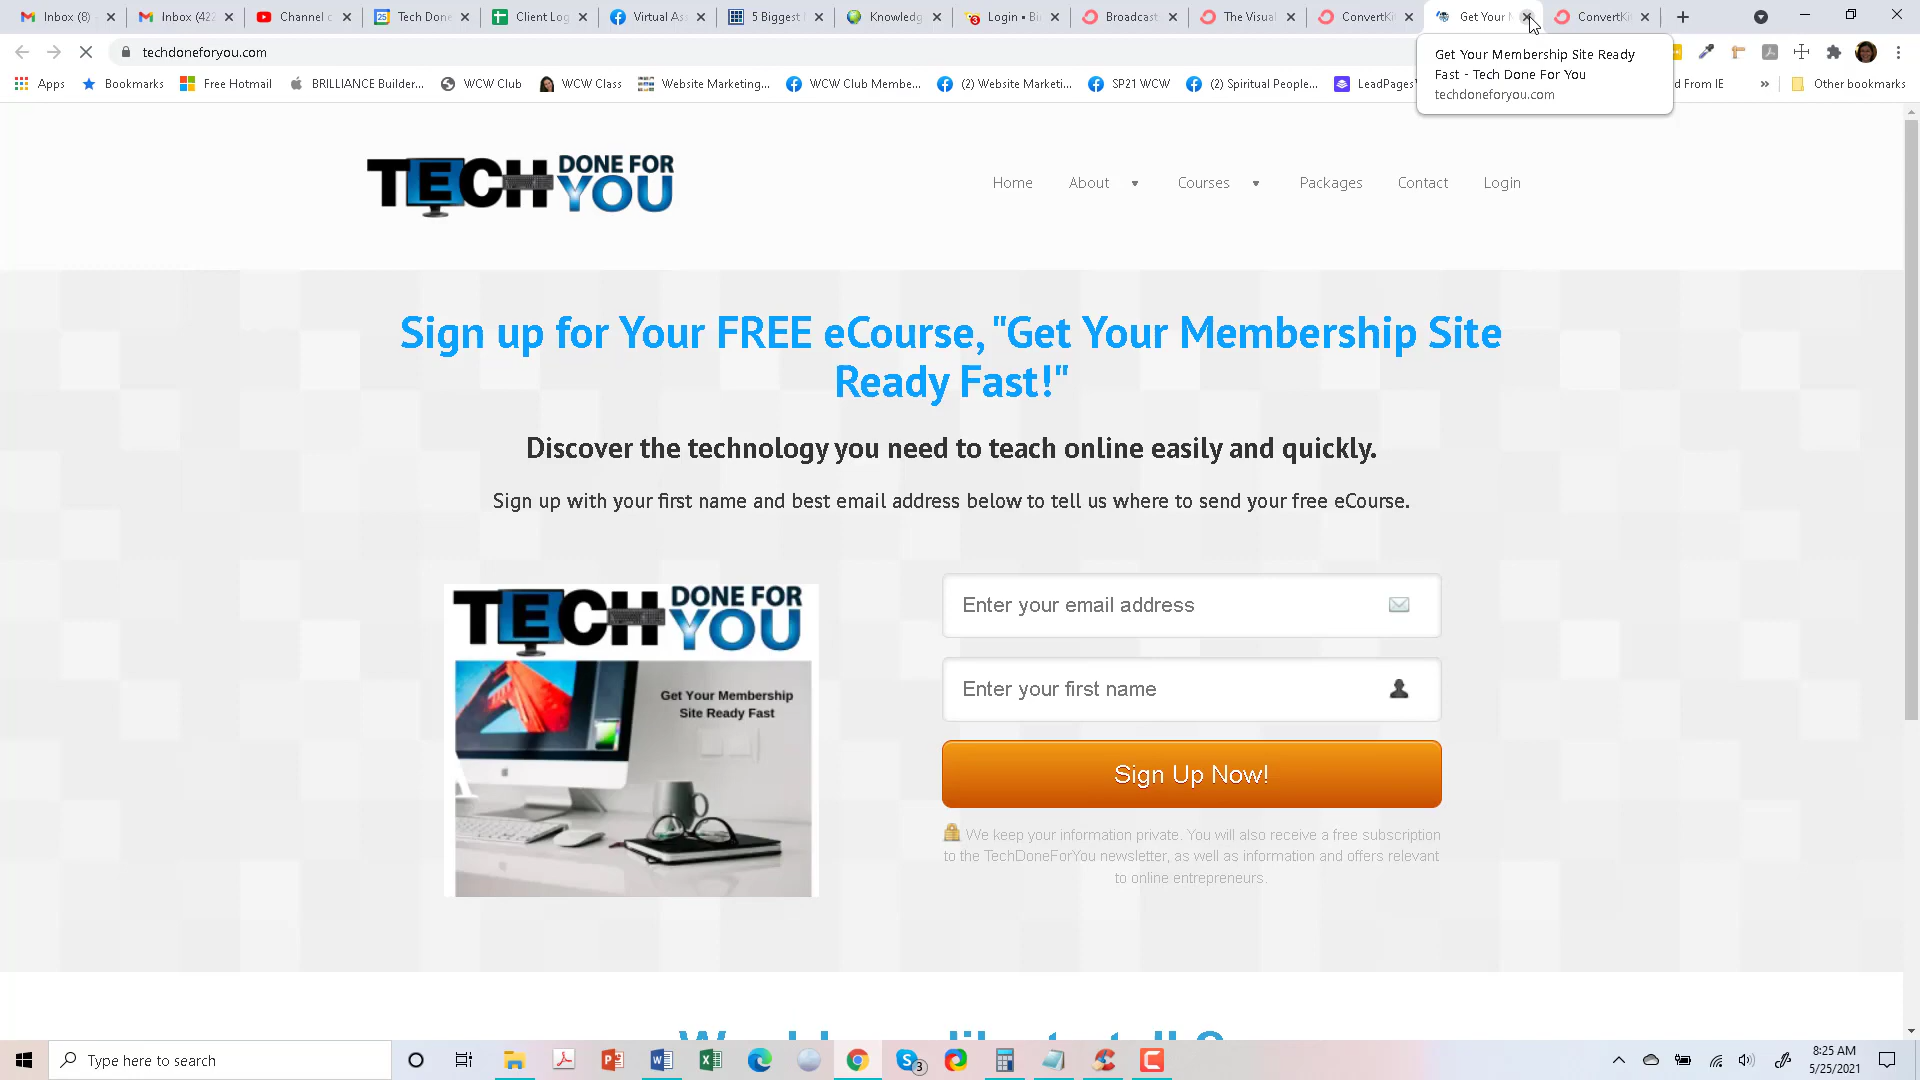 Inbox (8)
Inbox (422
Channel c
Tech Done
Client Log
Virtual As
5 Biggest
Knowledg
Login • Bi
Broadcast
The Visual
ConvertKi
Get Your
ConvertKi
techdoneforyou.com
Get Your Membership Site Ready
Fast - Tech Done For You
techdoneforyou.com
Apps
Bookmarks
Free Hotmail
BRILLIANCE Builder...
WCW Club
WCW Class
Website Marketing...
WCW Club Membe...
(2) Website Marketi...
SP21 WCW
(2) Spiritual People...
LeadPages
d From IE
»
Other bookmarks
TECH DONE FOR YOU
Home
About
Courses
Packages
Contact
Login
Sign up for Your FREE eCourse, "Get Your Membership Site
Ready Fast!"
Discover the technology you need to teach online easily and quickly.
Sign up with your first name and best email address below to tell us where to send your free eCourse.
TECH DONE FOR YOU
Get Your Membership
Site Ready Fast
Enter your email address
Enter your first name
Sign Up Now!
We keep your information private. You will also receive a free subscription
to the TechDoneForYou newsletter, as well as information and offers relevant
to online entrepreneurs.
Type here to search
3
8:25 AM
5/25/2021